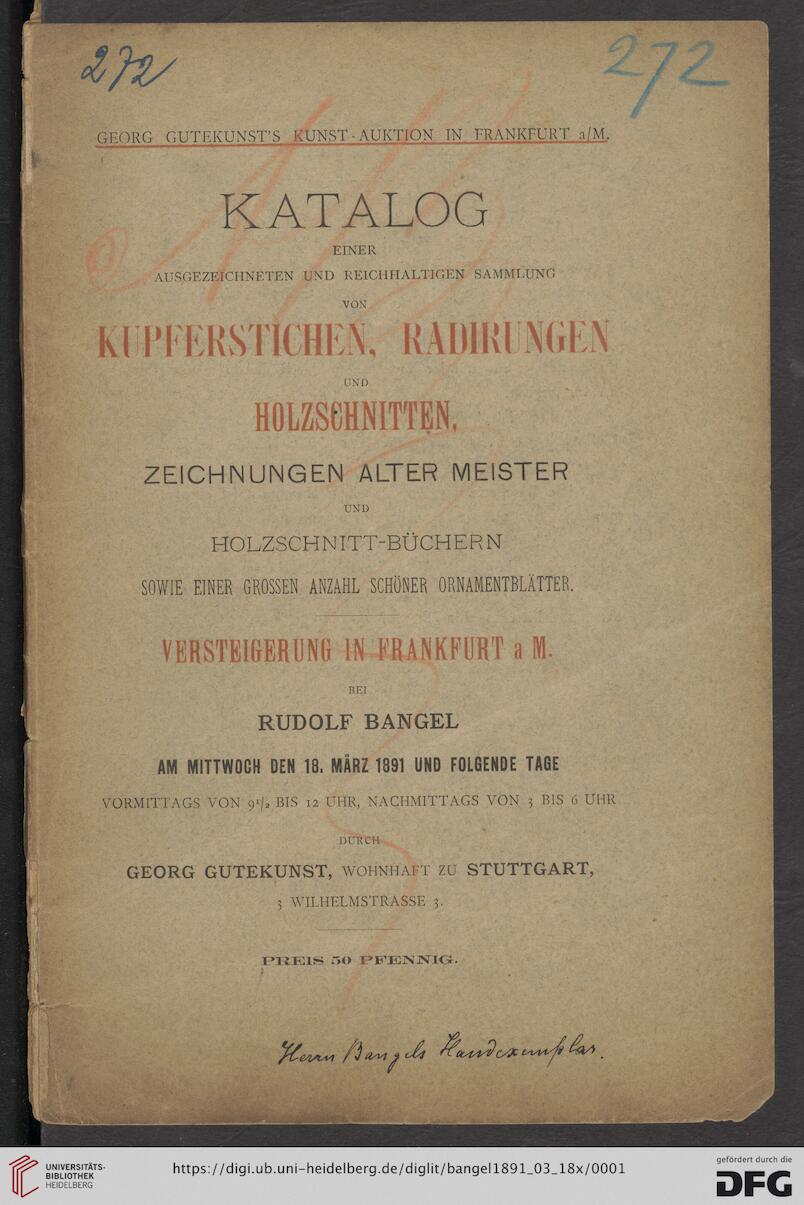 272
272
GEORG GUTEKUNST'S KUNST-AUKTION IN FRANKFURT a/M.
KATALOG
EINER
AUSGEZEICHNETEN UND REICHHALTIGEN SAMMLUNG
VON
KUPFERSTICHEN, RADIRUNGEN
UND
HOLZSCHNITTEN,
ZEICHNUNGEN ALTER MEISTER
UND
HOLZSCHNITT-BÜCHERN
SOWIE EINER GROSSEN ANZAHL SCHÖNER ORNAMENTBLÄTTER.
VERSTEIGERUNG IN FRANKFURT a M.
BEI
RUDOLF BANGEL
AM MITTWOCH DEN 18. MÄRZ 1891 UND FOLGENDE TAGE
VORMITTAGS VON 9½ BIS 12 UHR, NACHMITTAGS VON 3 BIS 6 UHR
DURCH
GEORG GUTEKUNST, WOHNHAFT ZU STUTTGART,
3 WILHELMSTRASSE 3.
PREIS 50 PFENNIG.
Herrn Bangels Handexemplar.
UNIVERSITÄTS-
BIBLIOTHEK
HEIDELBERG
https://digi.ub.uni-heidelberg.de/diglit/bangel1891_03_18x/0001
gefördert durch die
DFG